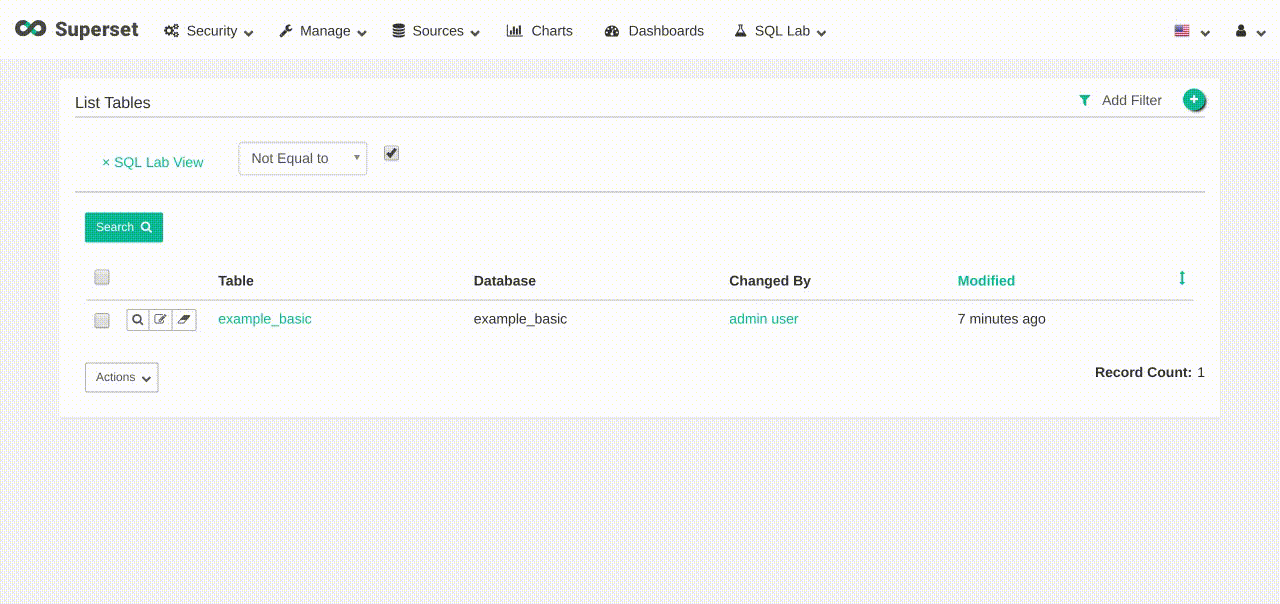 Superset Security Manage Sources Charts Dashboards SQL Lab
List Tables Add Filter
× SQL Lab View Not Equal to
Search
Table Database Changed By Modified
example_basic example_basic admin user 7 minutes ago
Actions Record Count: 1